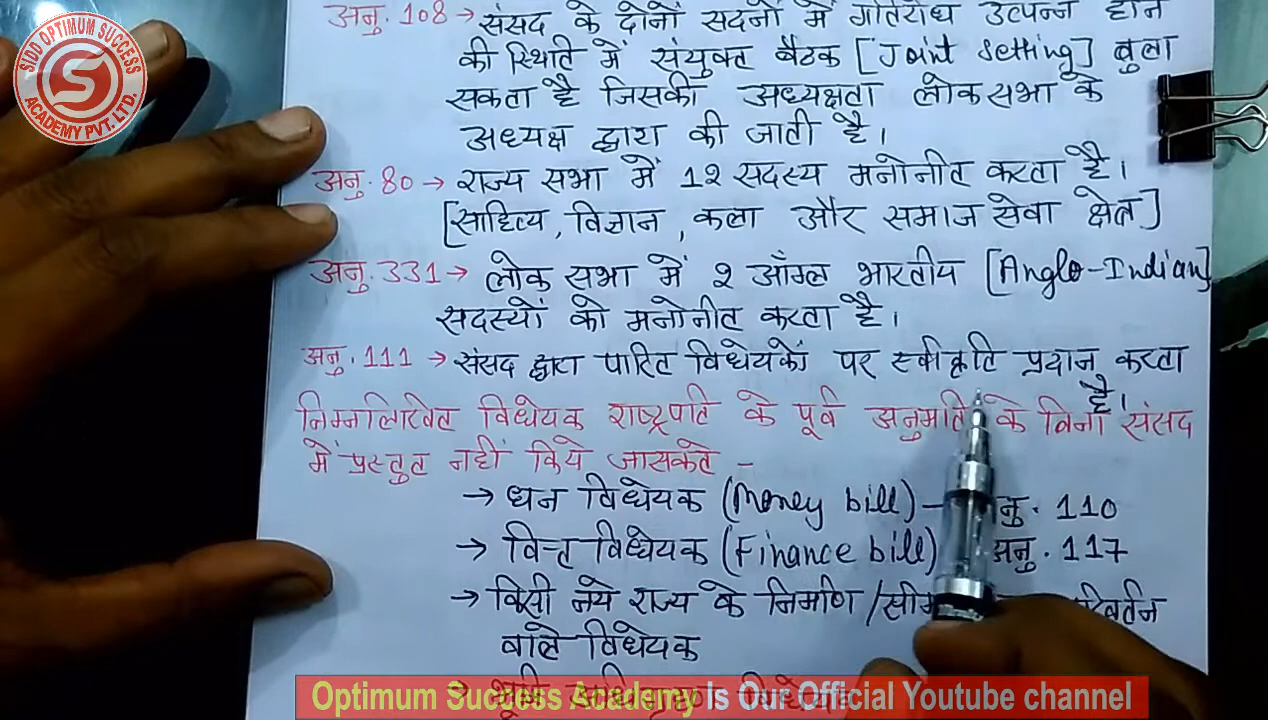 SIDD OPTIMUM SUCCESS
ACADEMY PVT. LTD.
अनु. 108 → संसद के दोनों सदनों में गतिरोध उत्पन्न होने
की स्थिति में संयुक्त बैठक [Joint Setting] बुला
सकता है जिसकी अध्यक्षता लोकसभा के
अध्यक्ष द्वारा की जाती है।
अनु. 80 → राज्य सभा में 12 सदस्य मनोनीत करता है।
[साहित्य, विज्ञान, कला और समाज सेवा क्षेत्र]
अनु. 331 → लोक सभा में 2 आँग्ल भारतीय [Anglo-Indian]
सदस्यों को मनोनीत करता है।
अनु. 111 → संसद द्वारा पारित विधेयकों पर स्वीकृति प्रदान करता
है।
निम्नलिखित विधेयक राष्ट्रपति के पूर्व अनुमति के बिना संसद
में प्रस्तुत नहीं किये जासकते -
→ धन विधेयक (Money bill) - अनु. 110
→ वित्त विधेयक (Finance bill) अनु. 117
→ किसी नये राज्य के निर्माण /
वाले विधेयक
Optimum Success Academy Is Our Official Youtube channel